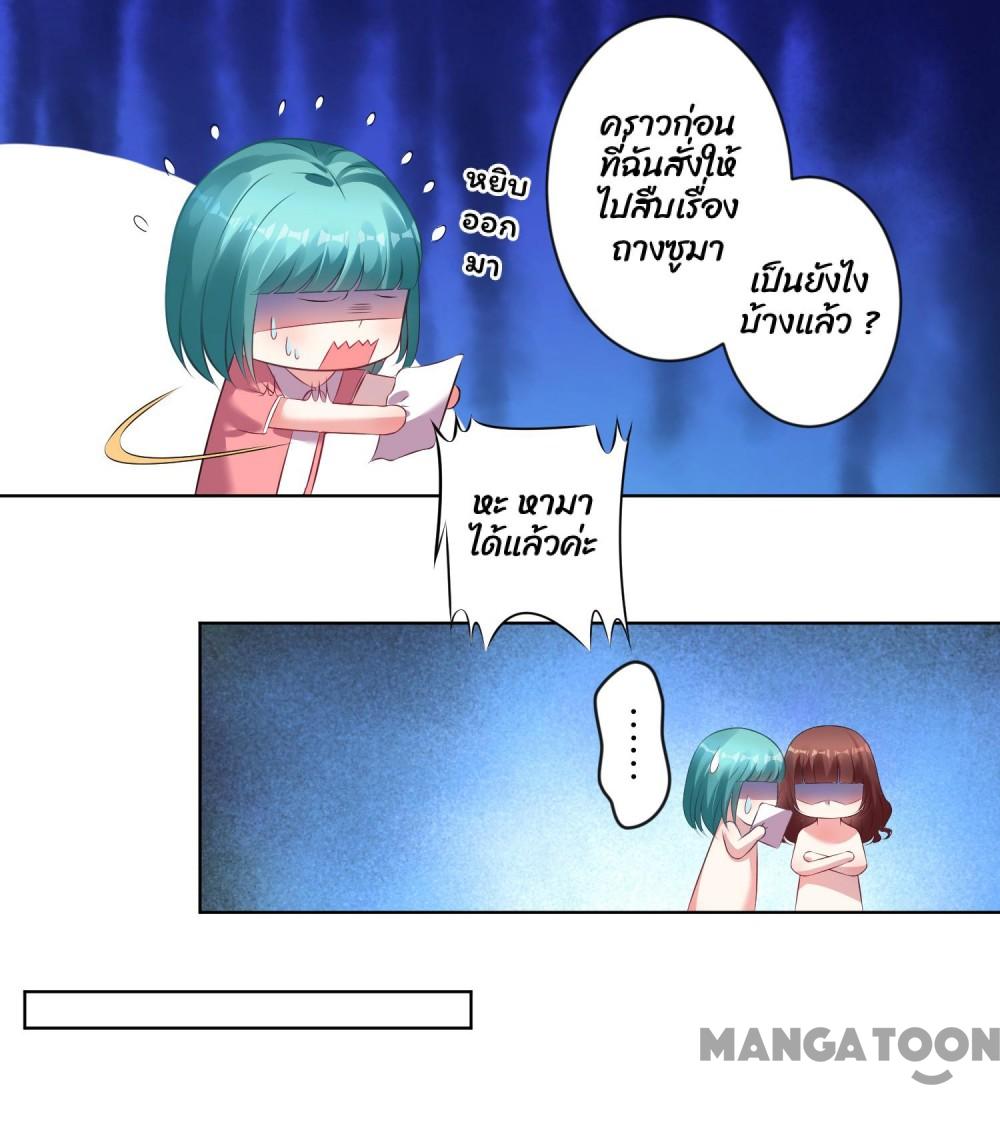 คราวก่อน
ที่ฉันสั่งให้
ไปสืบเรื่อง
ถางซูมา
เป็นยังไง
บ้างแล้ว ?
หยิบ
ออก
มา
หะ หามา
ได้แล้วค่ะ
......
MANGATOON